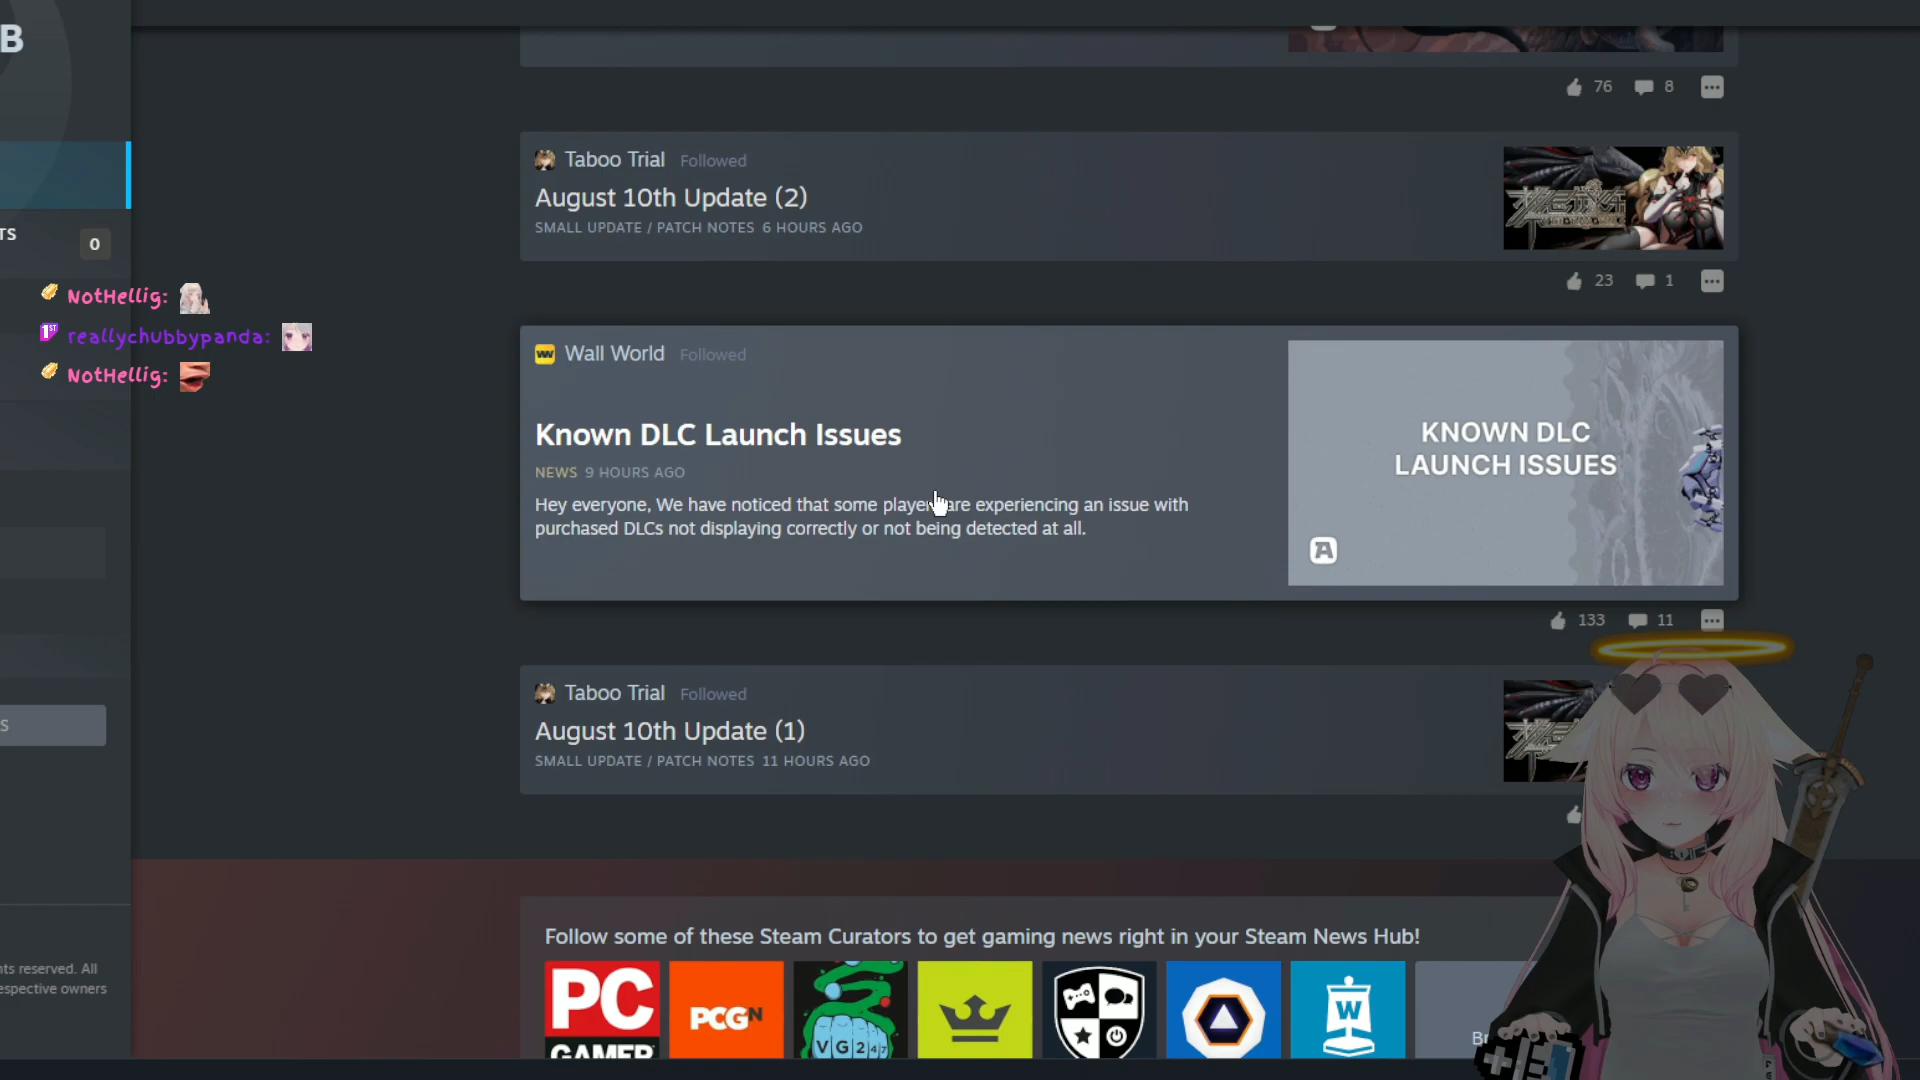 B
76
8
Taboo Trial Followed
August 10th Update (2)
SMALL UPDATE / PATCH NOTES 6 HOURS AGO
TS
0
23
1
NotHellig:
1ST reallychubbypanda:
NotHellig:
Wall World Followed
Known DLC Launch Issues
NEWS 9 HOURS AGO
Hey everyone, We have noticed that some player are experiencing an issue with
purchased DLCs not displaying correctly or not being detected at all.
KNOWN DLC
LAUNCH ISSUES
133
11
Taboo Trial Followed
August 10th Update (1)
SMALL UPDATE / PATCH NOTES 11 HOURS AGO
S
Follow some of these Steam Curators to get gaming news right in your Steam News Hub!
nts reserved. All
espective owners
PC
GAMER
PCGN
VG247
W